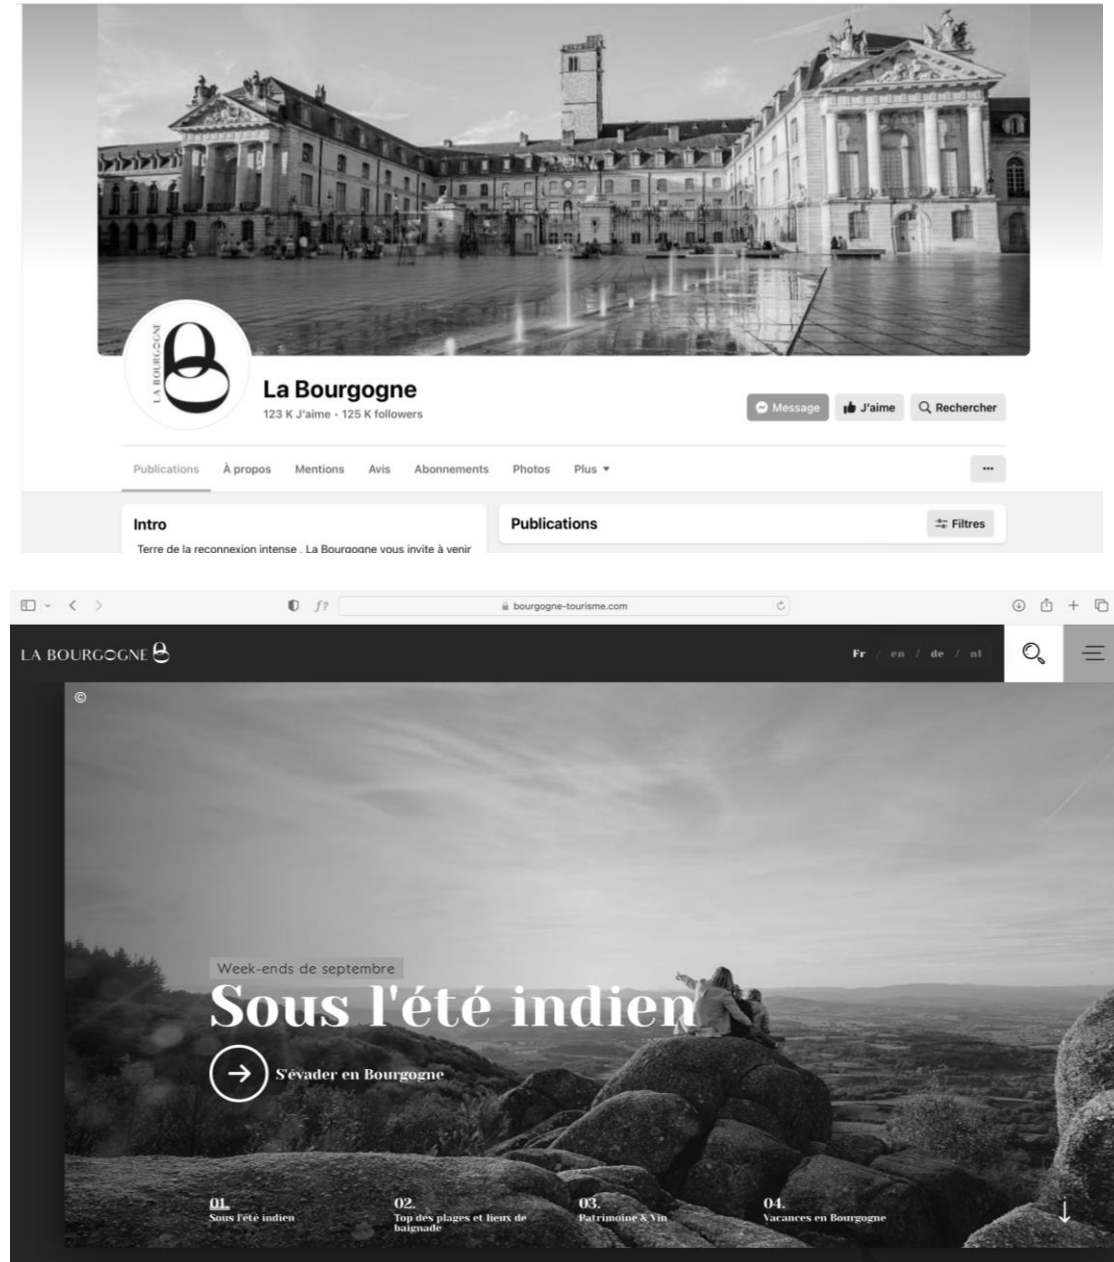 LA BOURGOGNE
La Bourgogne
123 K J'aime • 125 K followers
Message
J'aime
Rechercher
Publications
À propos
Mentions
Avis
Abonnements
Photos
Plus
Intro
Publications
Filtres
Terre de la reconnexion intense . La Bourgogne vous invite à venir
f?
bourgogne-tourisme.com
LA BOURGOGNE
Fr / en / de / nl
©
Week-ends de septembre
Sous l'été indien
S'évader en Bourgogne
01.
Sous l'été indien
02.
Top des plages et lieux de
baignade
03.
Patrimoine & Vin
04.
Vacances en Bourgogne